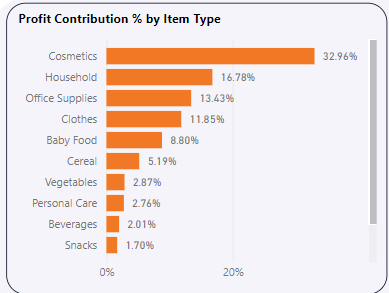 Profit Contribution % by Item Type
Cosmetics 32.96%
Household 16.78%
Office Supplies 13.43%
Clothes 11.85%
Baby Food 8.80%
Cereal 5.19%
Vegetables 2.87%
Personal Care 2.76%
Beverages 2.01%
Snacks 1.70%
0% 20%